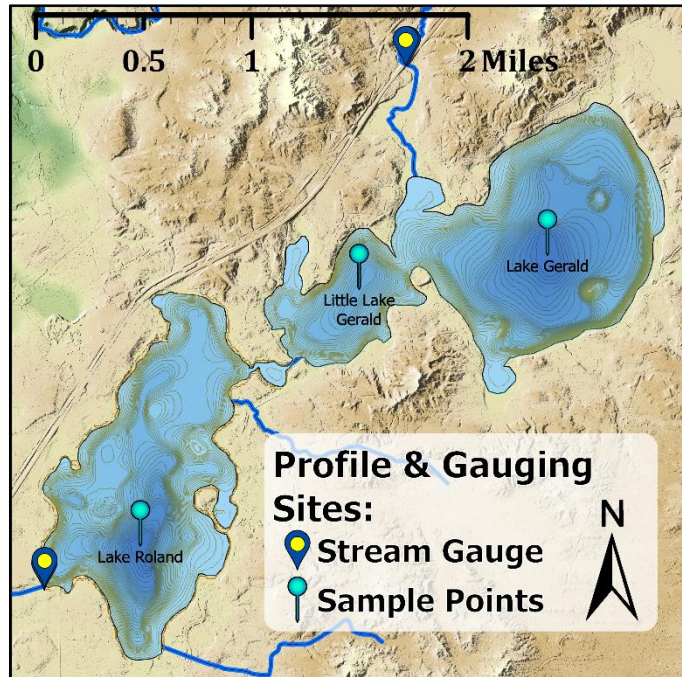 0 0.5 1 2 Miles
Lake Gerald
Little Lake
Gerald
Lake Roland
Profile & Gauging
Sites:
Stream Gauge
Sample Points
N